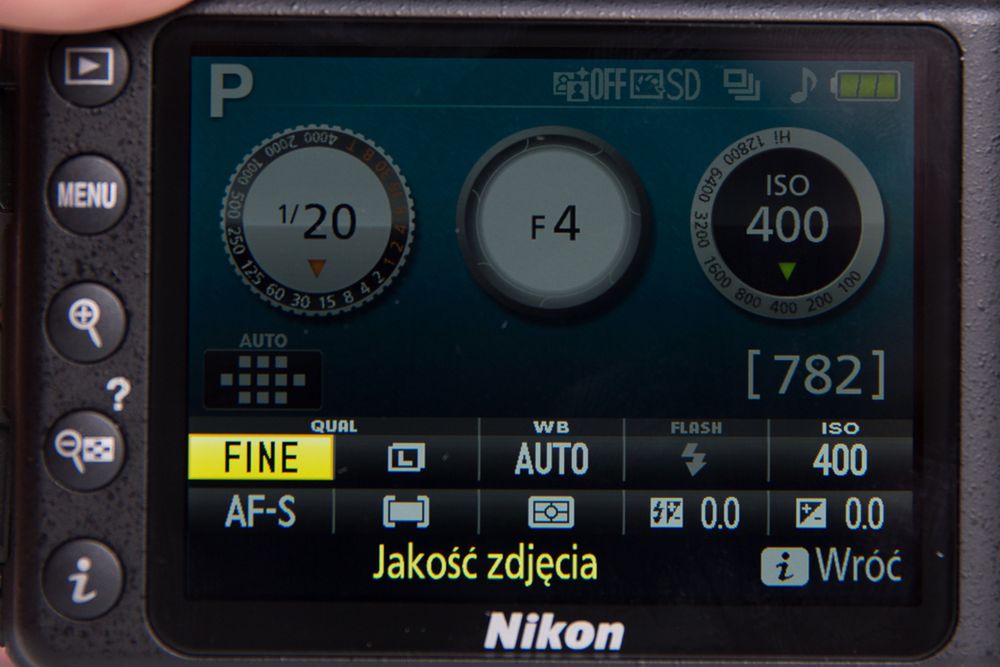 P OFF SD
MENU
4000 2000 1000 500 250 125 60 30 15 8 4 2
1/20
F 4
Hi 12800 6400 3200 1600 800 400 200 100
ISO
400
AUTO
[782]
?
QUAL WB FLASH ISO
FINE L AUTO 400
AF-S 0.0 0.0
Jakość zdjęcia i Wróć
i
Nikon